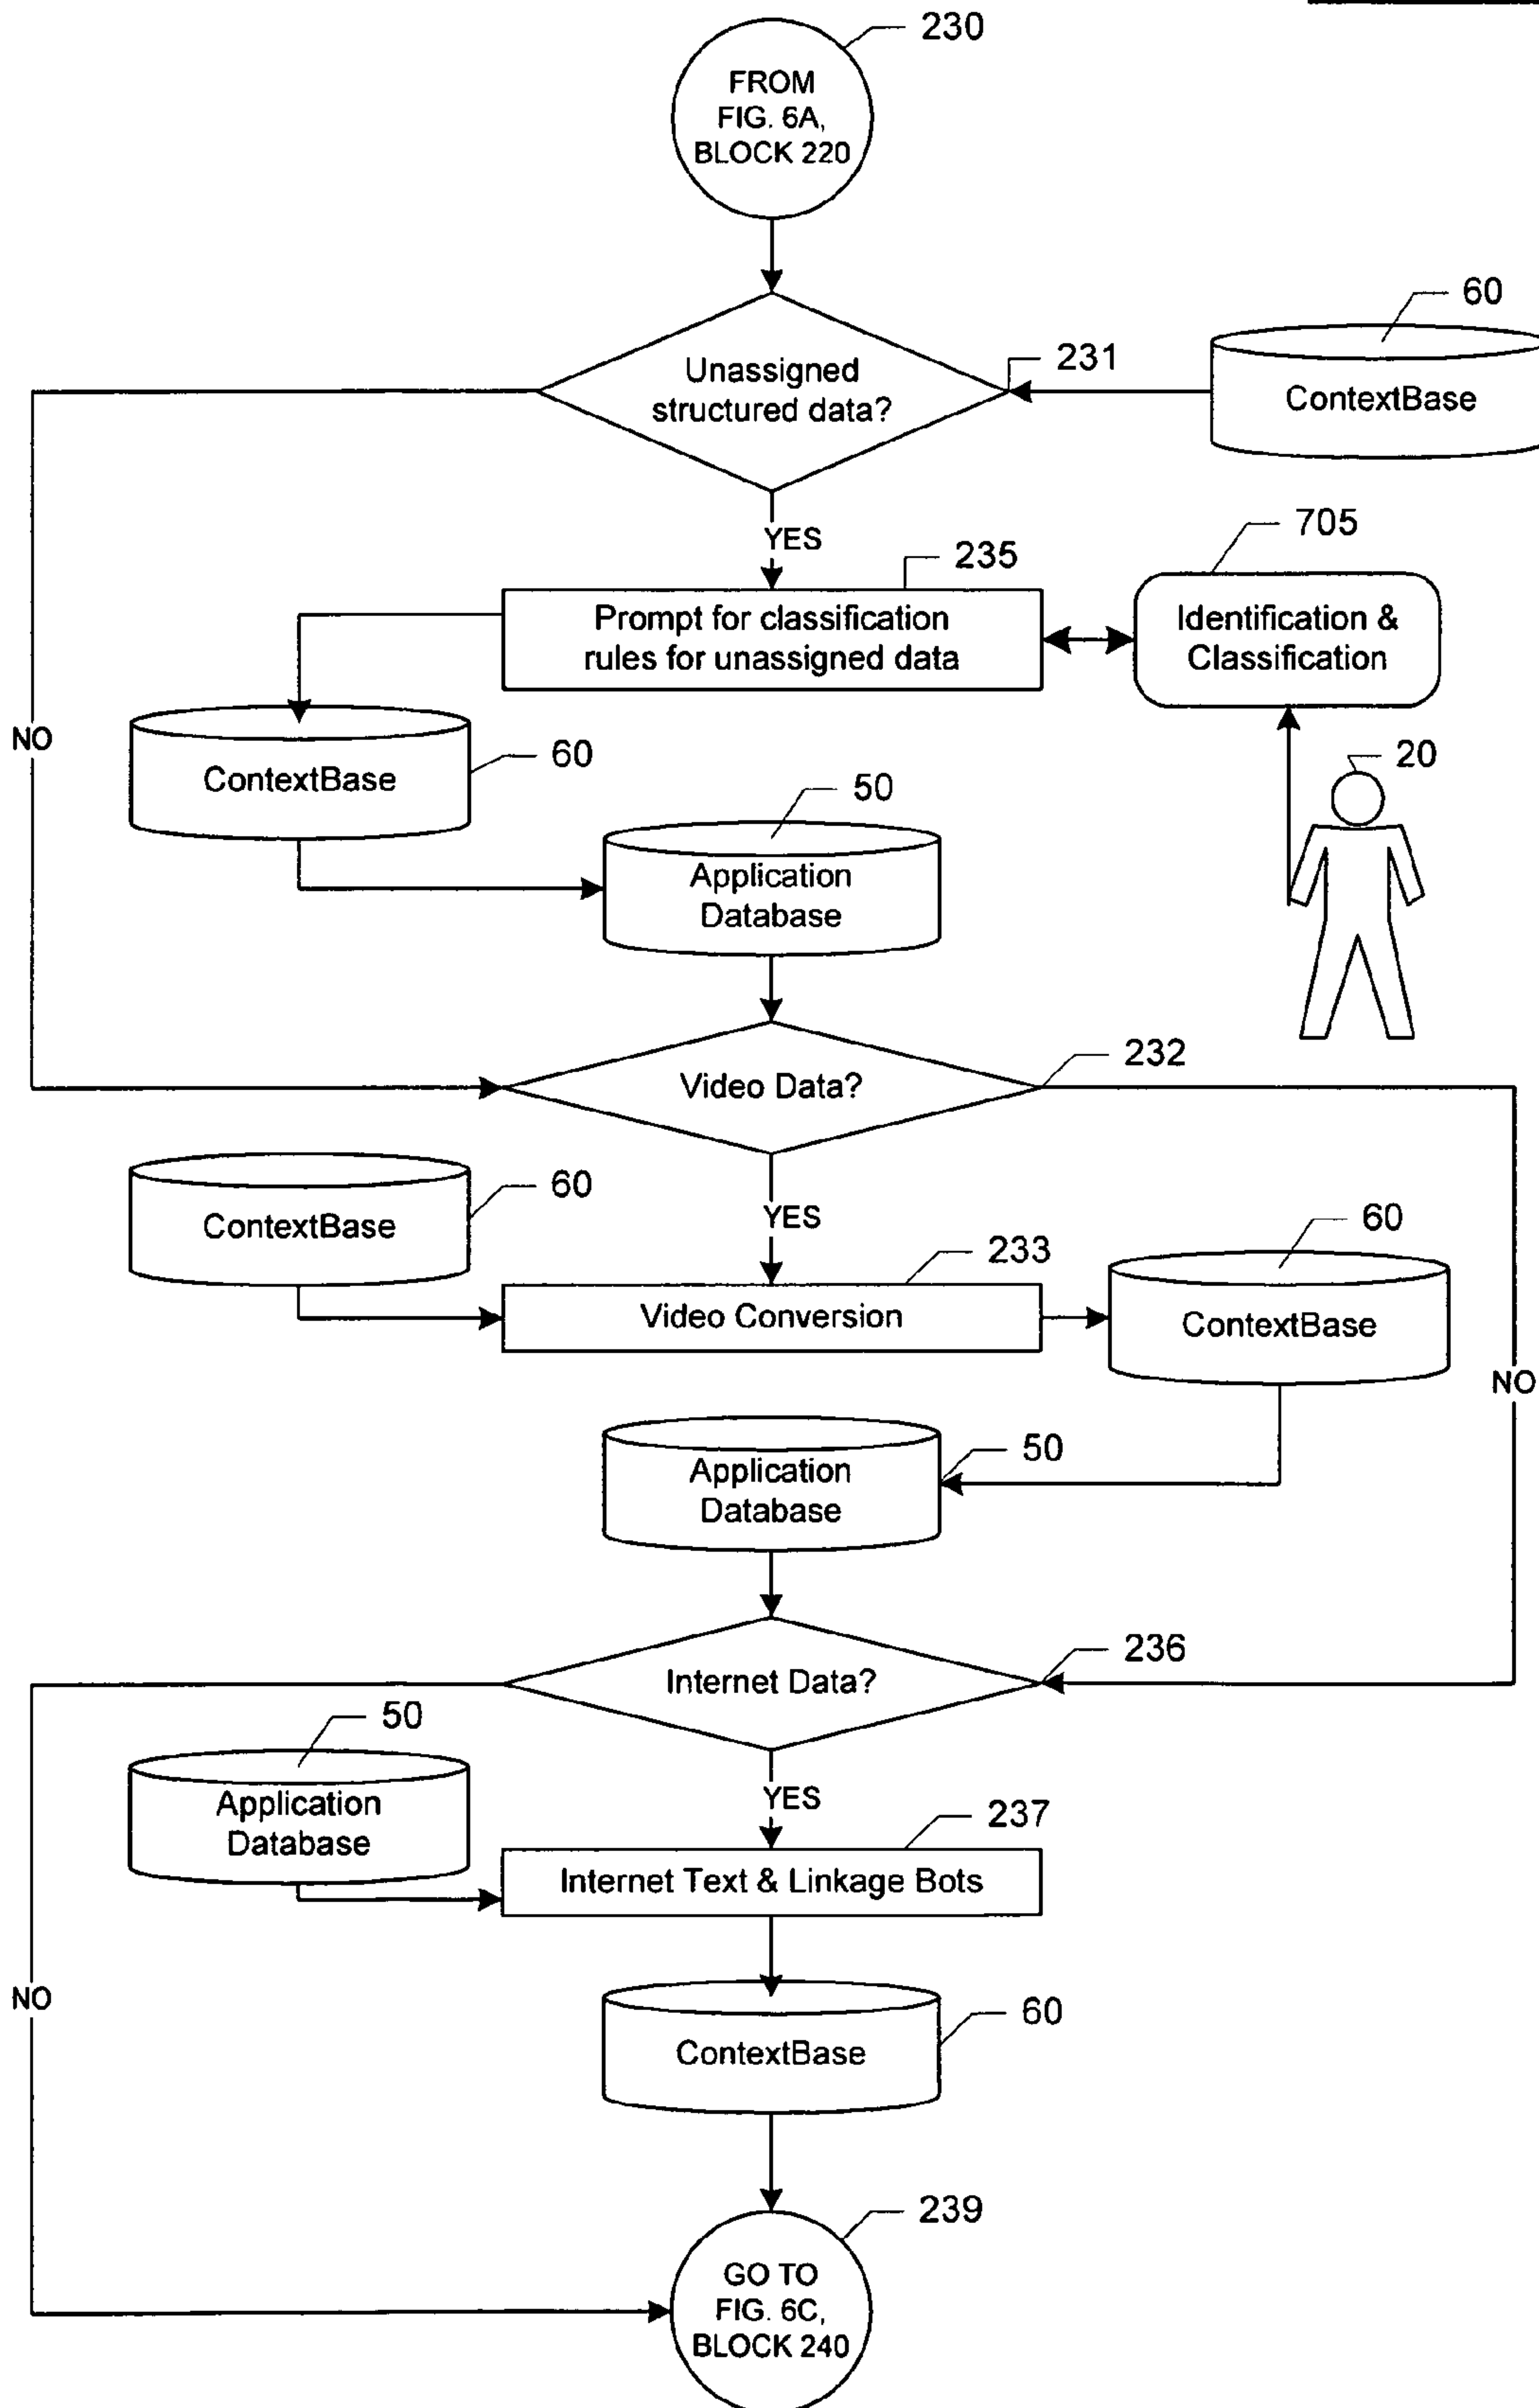 230
FROM
FIG. 6A,
BLOCK 220
60
231
Unassigned
structured data?
ContextBase
YES
705
235
Prompt for classification
rules for unassigned data
Identification &
Classification
NO
60
ContextBase
20
50
Application
Database
232
Video Data?
60
ContextBase
YES
60
233
Video Conversion
ContextBase
NO
50
Application
Database
236
Internet Data?
50
Application
Database
YES
237
Internet Text & Linkage Bots
NO
60
ContextBase
239
GO TO
FIG. 6C,
BLOCK 240